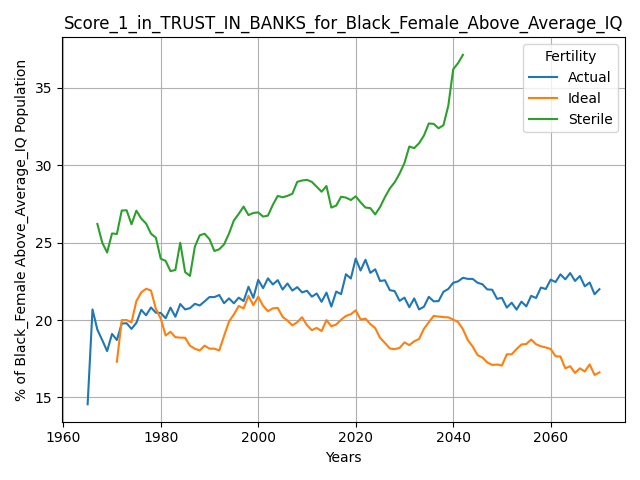 Score_1_in_TRUST_IN_BANKS_for_Black_Female_Above_Average_IQ
% of Black_Female Above_Average_IQ Population
35
30
25
20
15
Fertility
Actual
Ideal
Sterile
1960 1980 2000 2020 2040 2060
Years